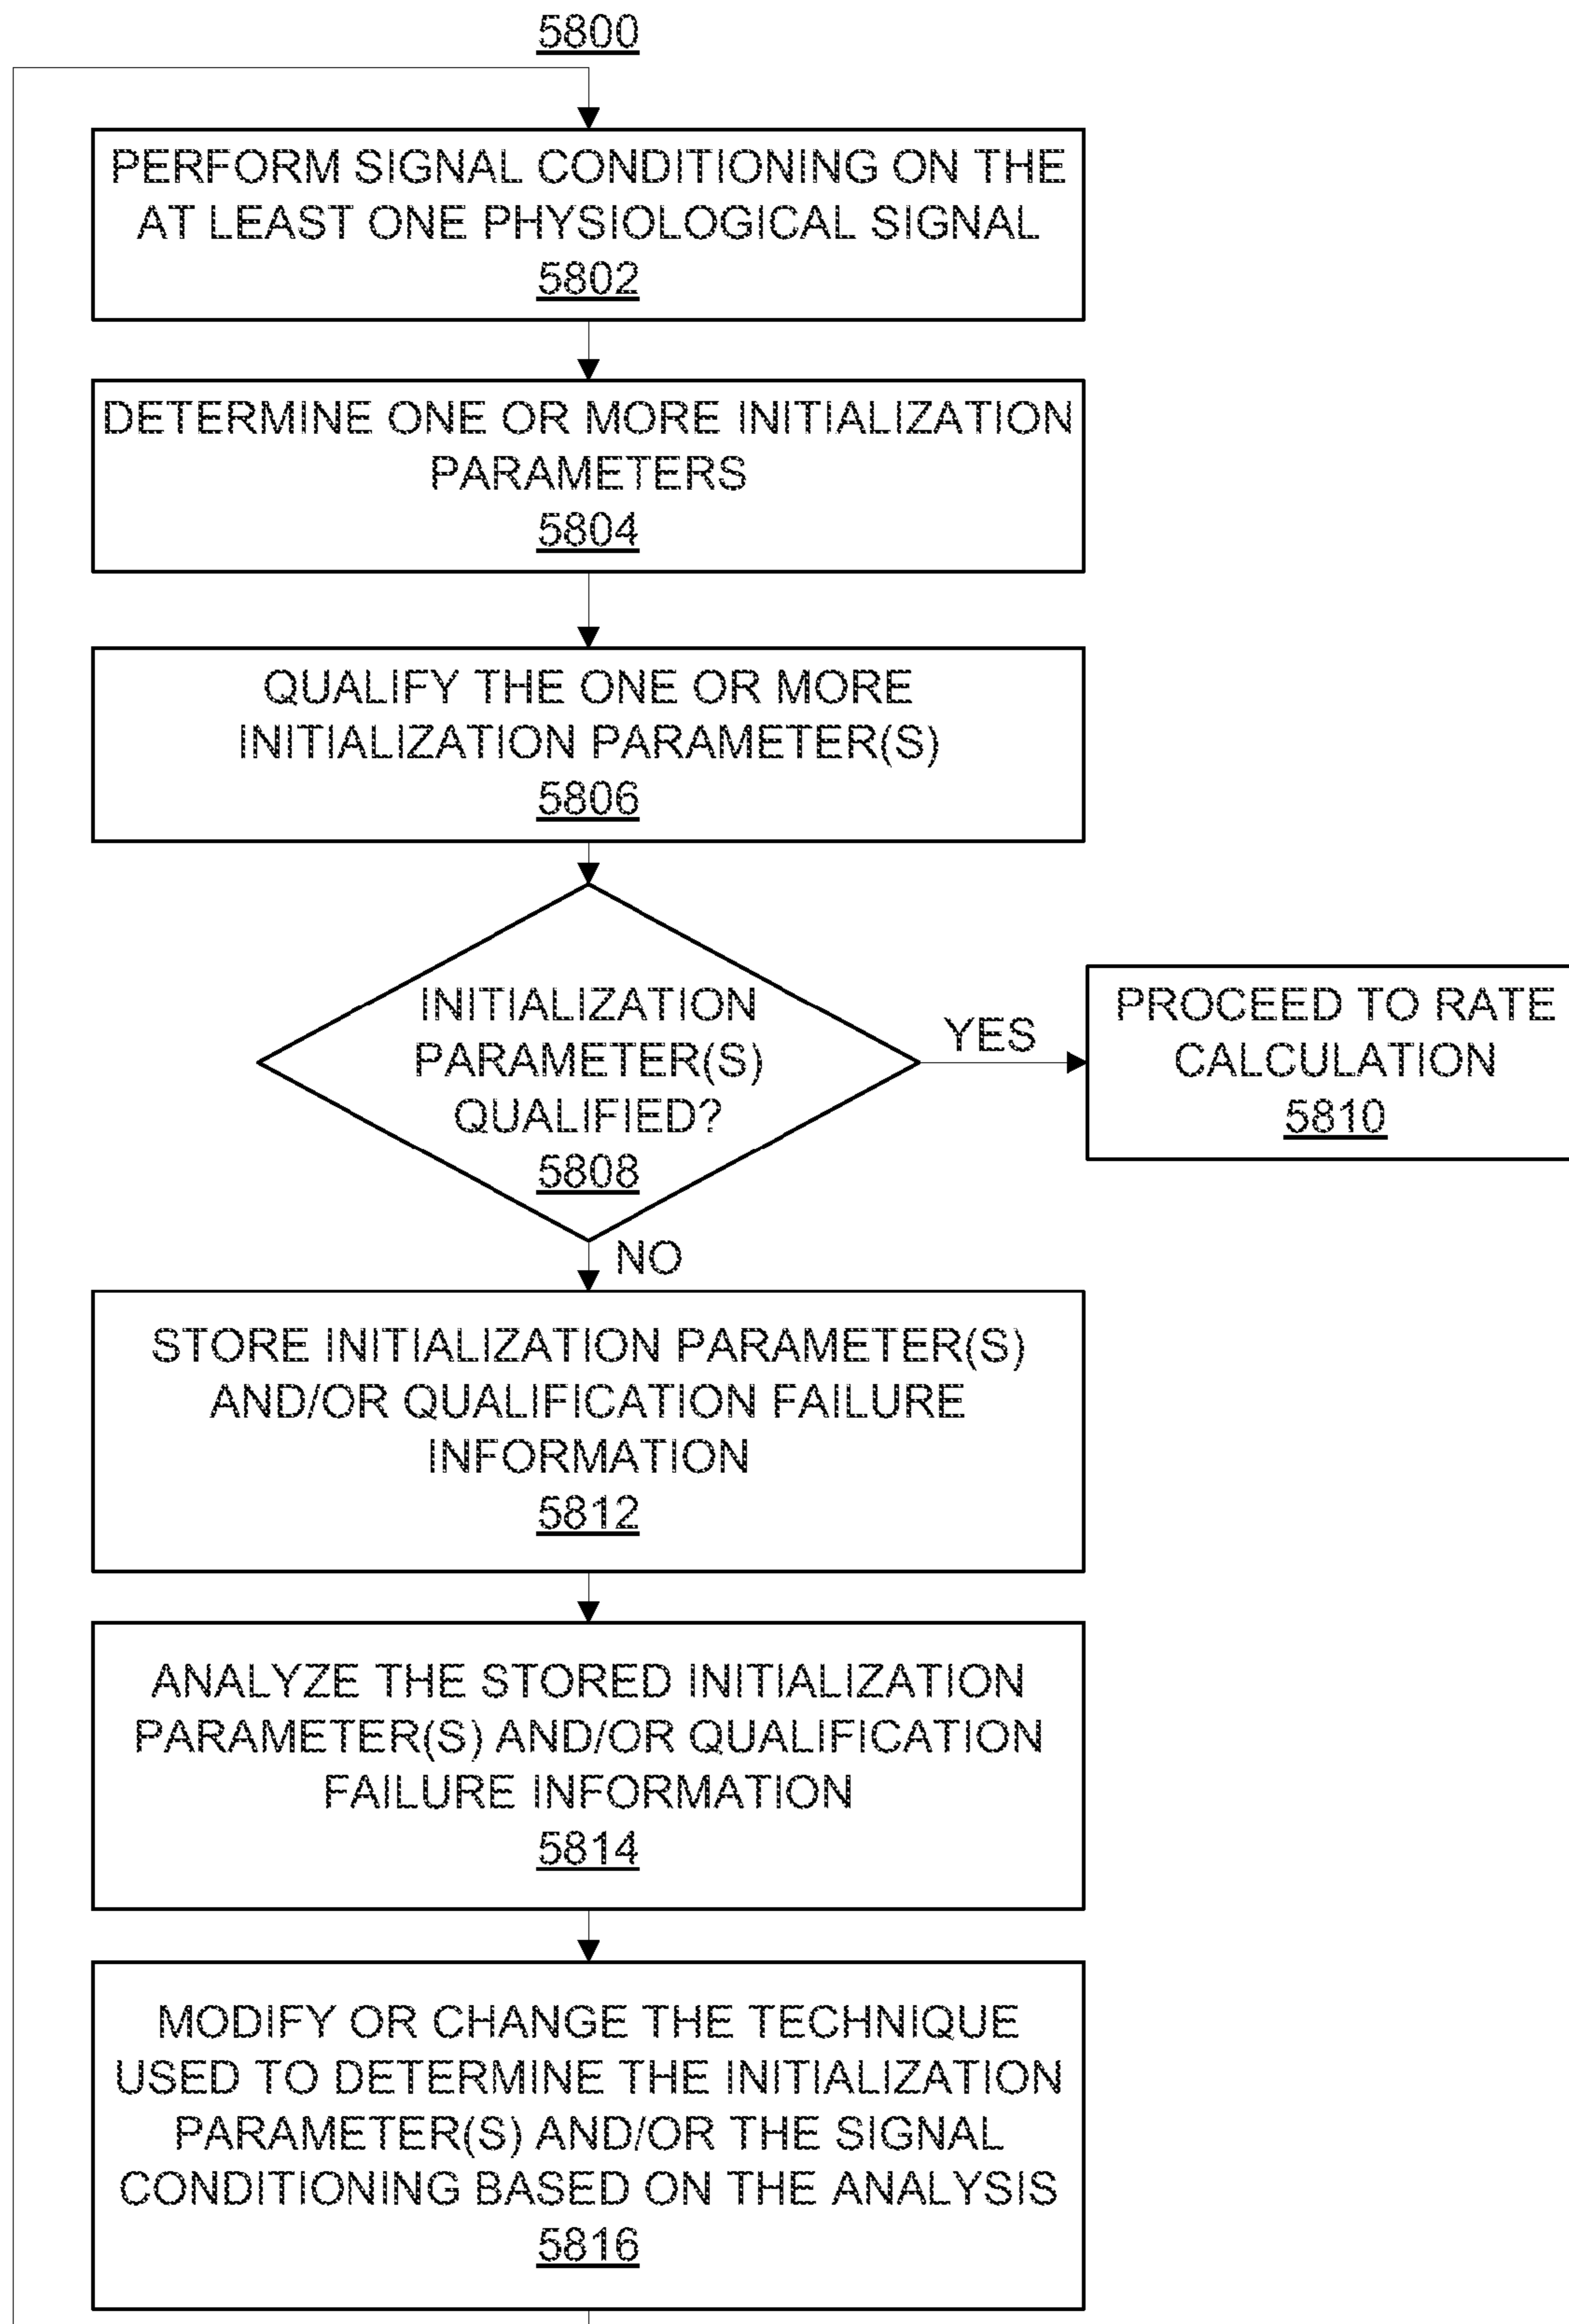 5800
PERFORM SIGNAL CONDITIONING ON THE
AT LEAST ONE PHYSIOLOGICAL SIGNAL
5802
DETERMINE ONE OR MORE INITIALIZATION
PARAMETERS
5804
QUALIFY THE ONE OR MORE
INITIALIZATION PARAMETER(S)
5806
INITIALIZATION
PARAMETER(S)
QUALIFIED?
5808
YES
PROCEED TO RATE
CALCULATION
5810
NO
STORE INITIALIZATION PARAMETER(S)
AND/OR QUALIFICATION FAILURE
INFORMATION
5812
ANALYZE THE STORED INITIALIZATION
PARAMETER(S) AND/OR QUALIFICATION
FAILURE INFORMATION
5814
MODIFY OR CHANGE THE TECHNIQUE
USED TO DETERMINE THE INITIALIZATION
PARAMETER(S) AND/OR THE SIGNAL
CONDITIONING BASED ON THE ANALYSIS
5816